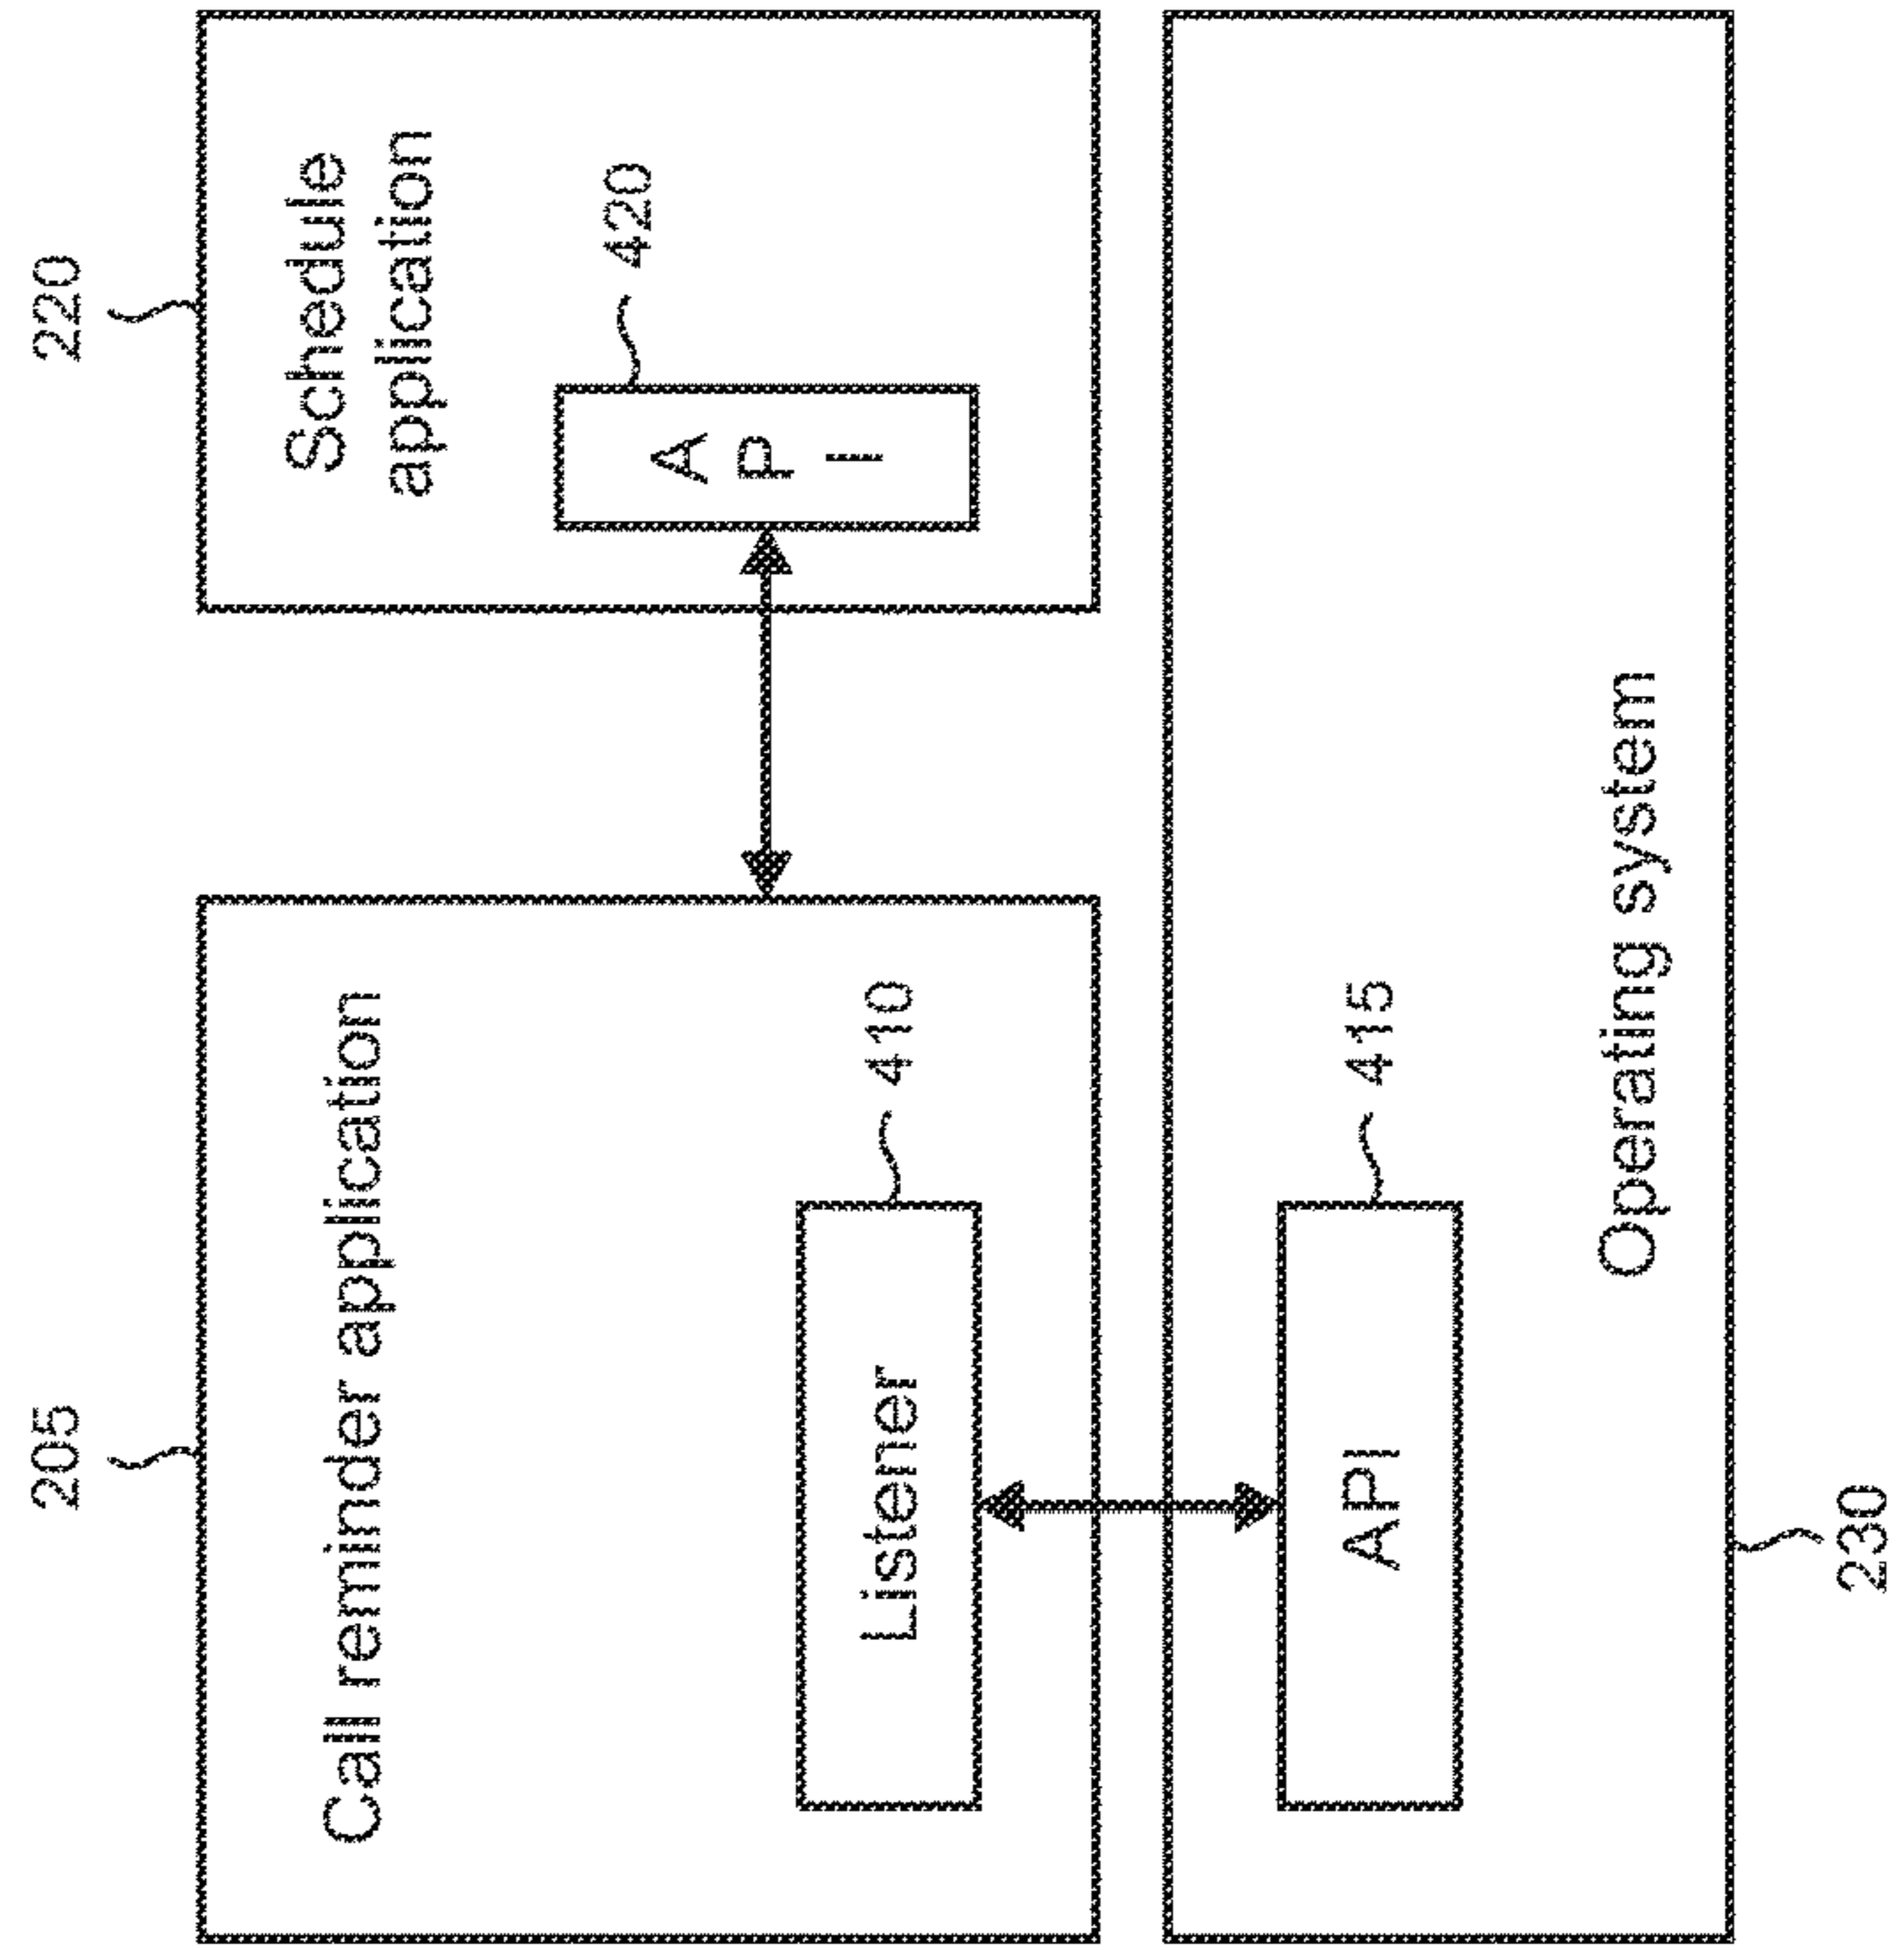 205
220
Call reminder application
Schedule
application
420
A
P
I
Listener
410
API
415
Operating system
230